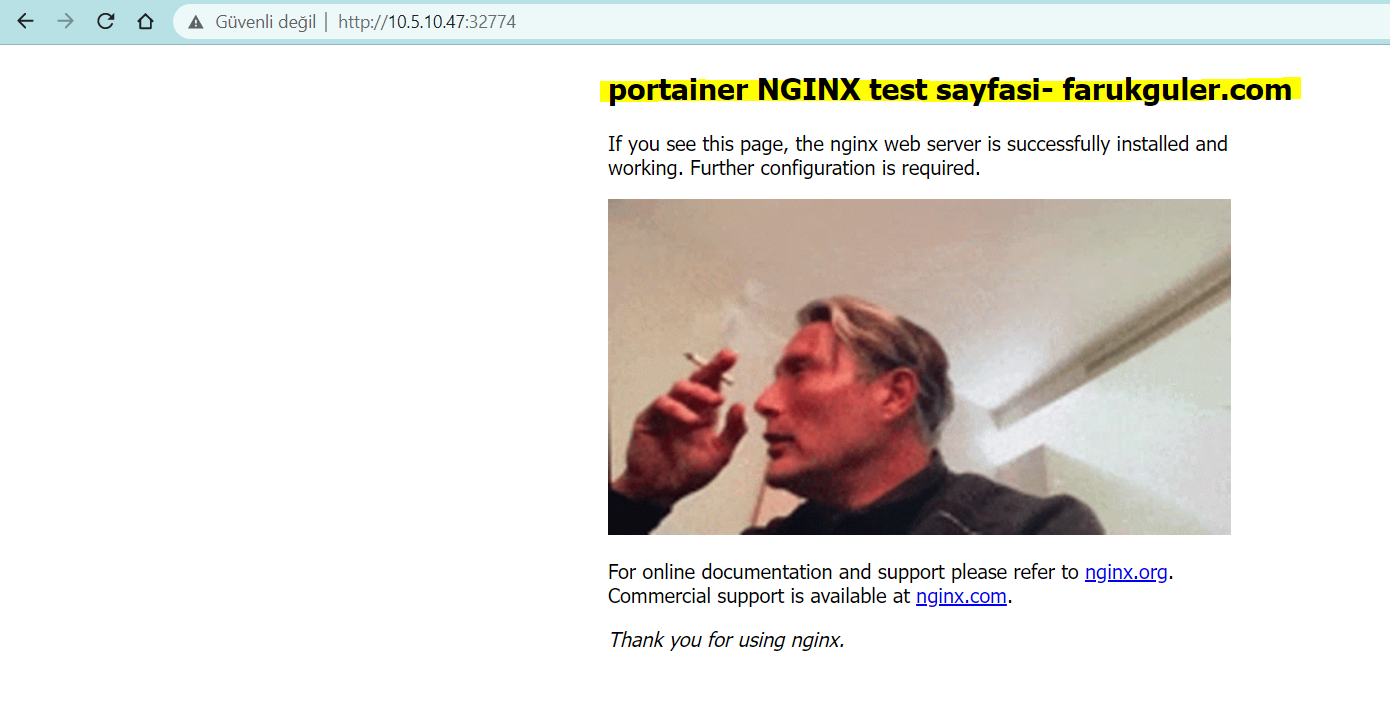 Güvenli değil | http://10.5.10.47:32774
portainer NGINX test sayfasi- farukguler.com
If you see this page, the nginx web server is successfully installed and
working. Further configuration is required.
For online documentation and support please refer to nginx.org.
Commercial support is available at nginx.com.
Thank you for using nginx.